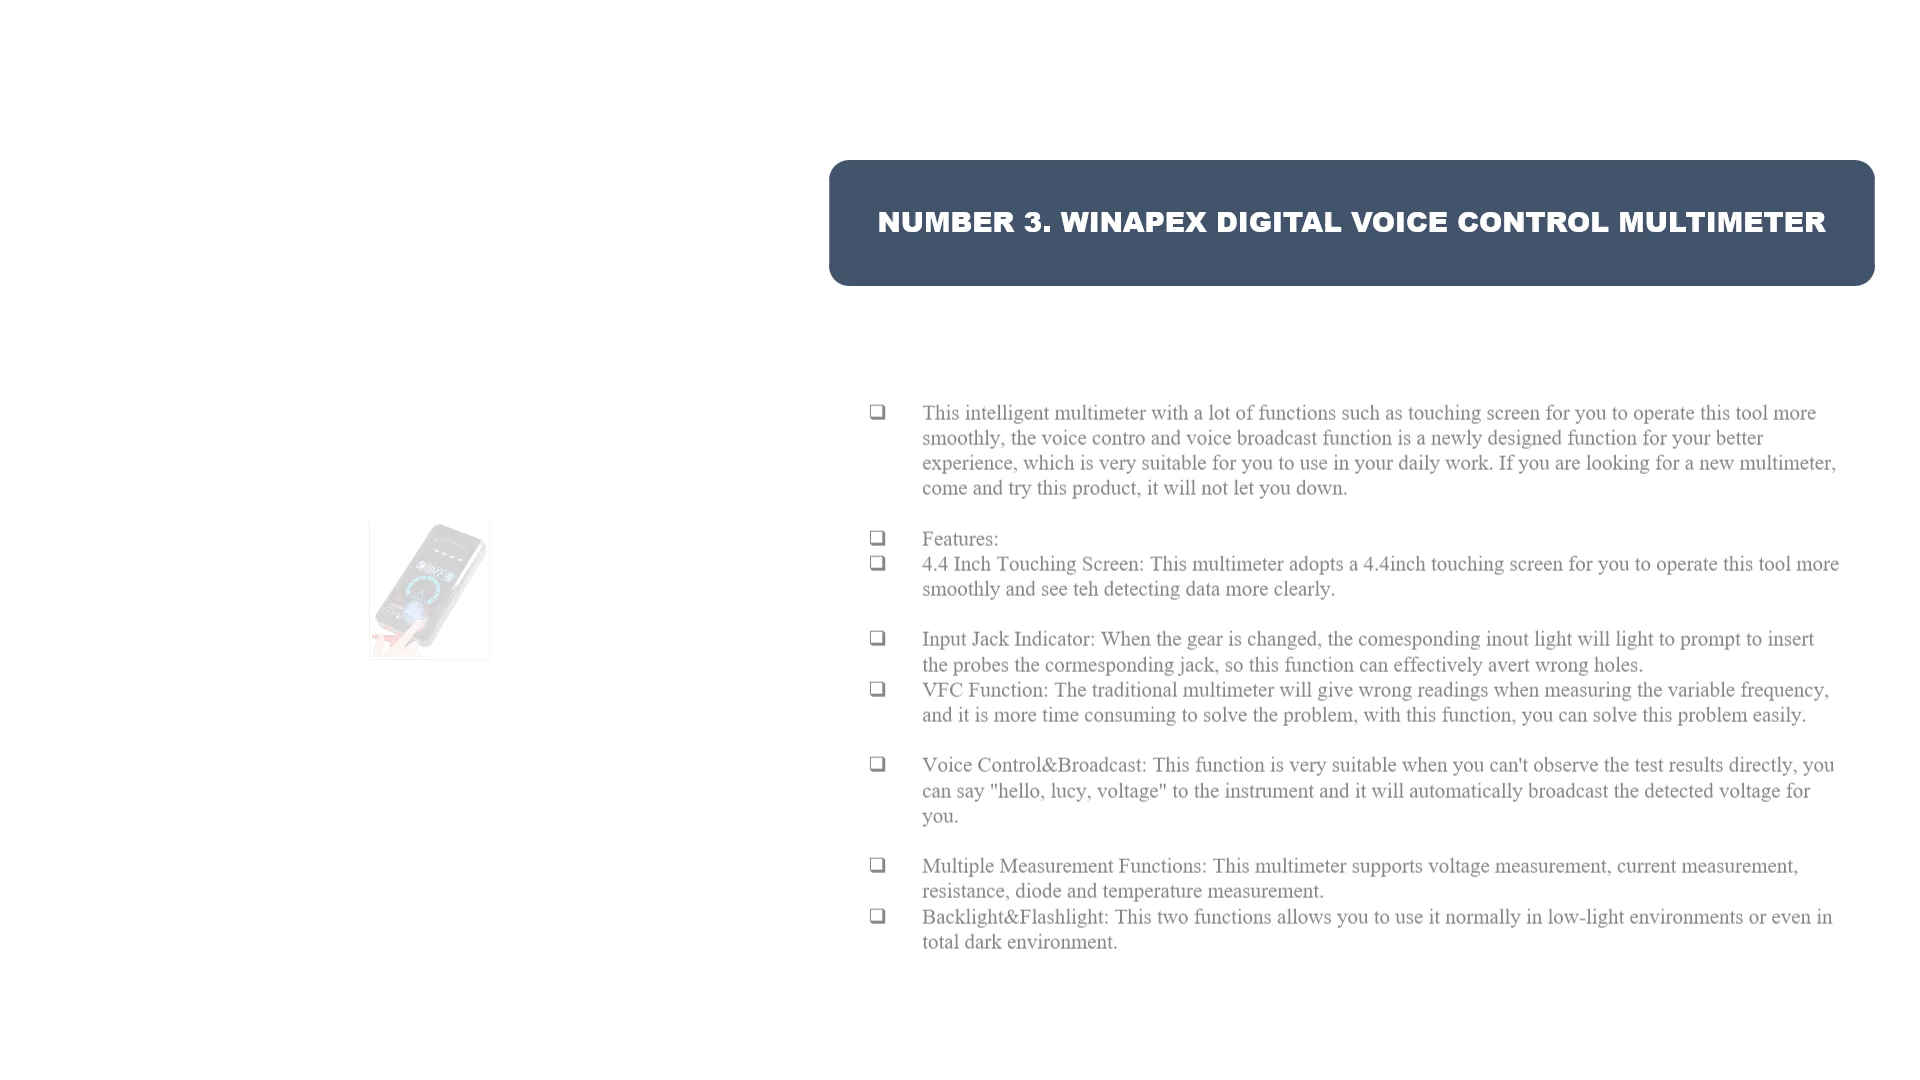 NUMBER 3. WINAPEX DIGITAL VOICE CONTROL MULTIMETER
❑ This intelligent multimeter with a lot of functions such as touching screen for you to operate this tool more
smoothly, the voice contro and voice broadcast function is a newly designed function for your better
experience, which is very suitable for you to use in your daily work. If you are looking for a new multimeter,
come and try this product, it will not let you down.
❑ Features:
❑ 4.4 Inch Touching Screen: This multimeter adopts a 4.4inch touching screen for you to operate this tool more
smoothly and see teh detecting data more clearly.
❑ Input Jack Indicator: When the gear is changed, the comesponding inout light will light to prompt to insert
the probes the cormesponding jack, so this function can effectively avert wrong holes.
❑ VFC Function: The traditional multimeter will give wrong readings when measuring the variable frequency,
and it is more time consuming to solve the problem, with this function, you can solve this problem easily.
❑ Voice Control&Broadcast: This function is very suitable when you can't observe the test results directly, you
can say "hello, lucy, voltage" to the instrument and it will automatically broadcast the detected voltage for
you.
❑ Multiple Measurement Functions: This multimeter supports voltage measurement, current measurement,
resistance, diode and temperature measurement.
❑ Backlight&Flashlight: This two functions allows you to use it normally in low-light environments or even in
total dark environment.